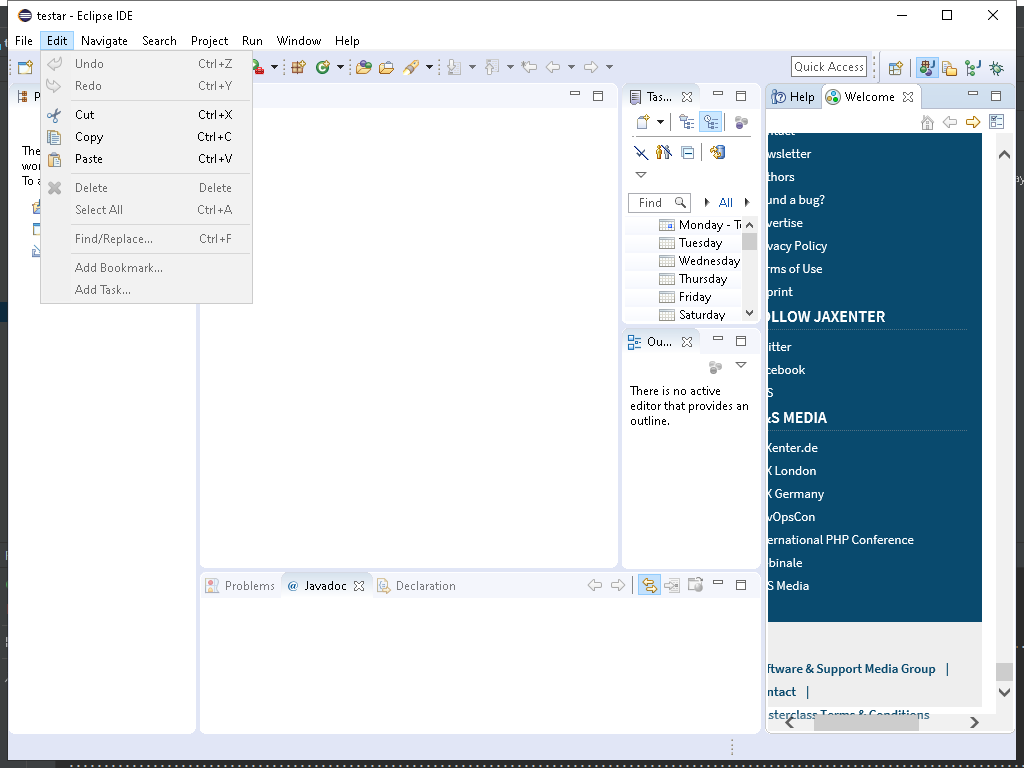 testar - Eclipse IDE
File Edit Navigate Search Project Run Window Help
Undo Ctrl+Z
Redo Ctrl+Y
Cut Ctrl+X
Copy Ctrl+C
Paste Ctrl+V
Delete Delete
Select All Ctrl+A
Find/Replace... Ctrl+F
Add Bookmark...
Add Task...
Quick Access
P
The
wor
To a
Tas...
Find
All
Monday - T
Tuesday
Wednesday
Thursday
Friday
Saturday
Ou...
There is no active
editor that provides an
outline.
Problems @ Javadoc Declaration
Help Welcome
ntact
wsletter
thors
und a bug?
vertise
vacy Policy
rms of Use
print
OLLOW JAXENTER
itter
cebook
S
&S MEDIA
Xenter.de
X London
X Germany
vOpsCon
ernational PHP Conference
binale
S Media
ftware & Support Media Group |
ntact |
sterclass Terms & Conditions